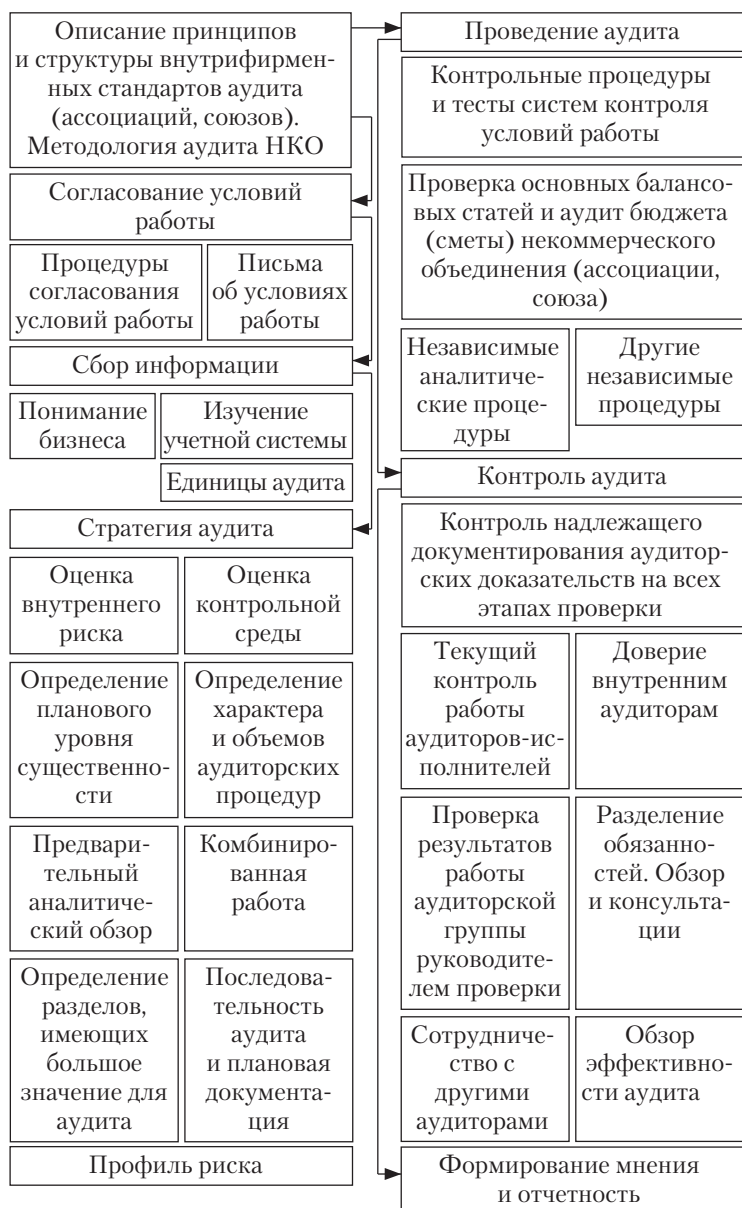 Описание принципов
и структуры внутрифирмен-
ных стандартов аудита
(ассоциаций, союзов).
Методология аудита НКО
Согласование условий
работы
Процедуры
согласования
условий работы
Письма
об условиях
работы
Сбор информации
Понимание
бизнеса
Изучение
учетной системы
Единицы аудита
Стратегия аудита
Оценка
внутреннего
риска
Оценка
контрольной
среды
Определение
планового
уровня
существенно-
сти
Определение
характера
и объемов
аудиторских
процедур
Предвари-
тельный
аналитиче-
ский обзор
Комбиниро-
ванная
работа
Определение
разделов,
имеющих
большое
значение для
аудита
Последова-
тельность
аудита
и плановая
документа-
ция
Профиль риска
Проведение аудита
Контрольные процедуры
и тесты систем контроля
условий работы
Проверка основных балансо-
вых статей и аудит бюджета
(сметы) некоммерческого
объединения (ассоциации,
союза)
Независимые
аналитиче-
ские проце-
дуры
Другие
независимые
процедуры
Контроль аудита
Контроль надлежащего
документирования аудитор-
ских доказательств на всех
этапах проверки
Текущий
контроль
работы
аудиторов-ис-
полнителей
Доверие
внутренним
аудиторам
Проверка
результатов
работы
аудиторской
группы
руководите-
лем проверки
Разделение
обязанно-
стей. Обзор
и консульта-
ции
Сотрудниче-
ство с
другими
аудиторами
Обзор
эффективно-
сти аудита
Формирование мнения
и отчетность